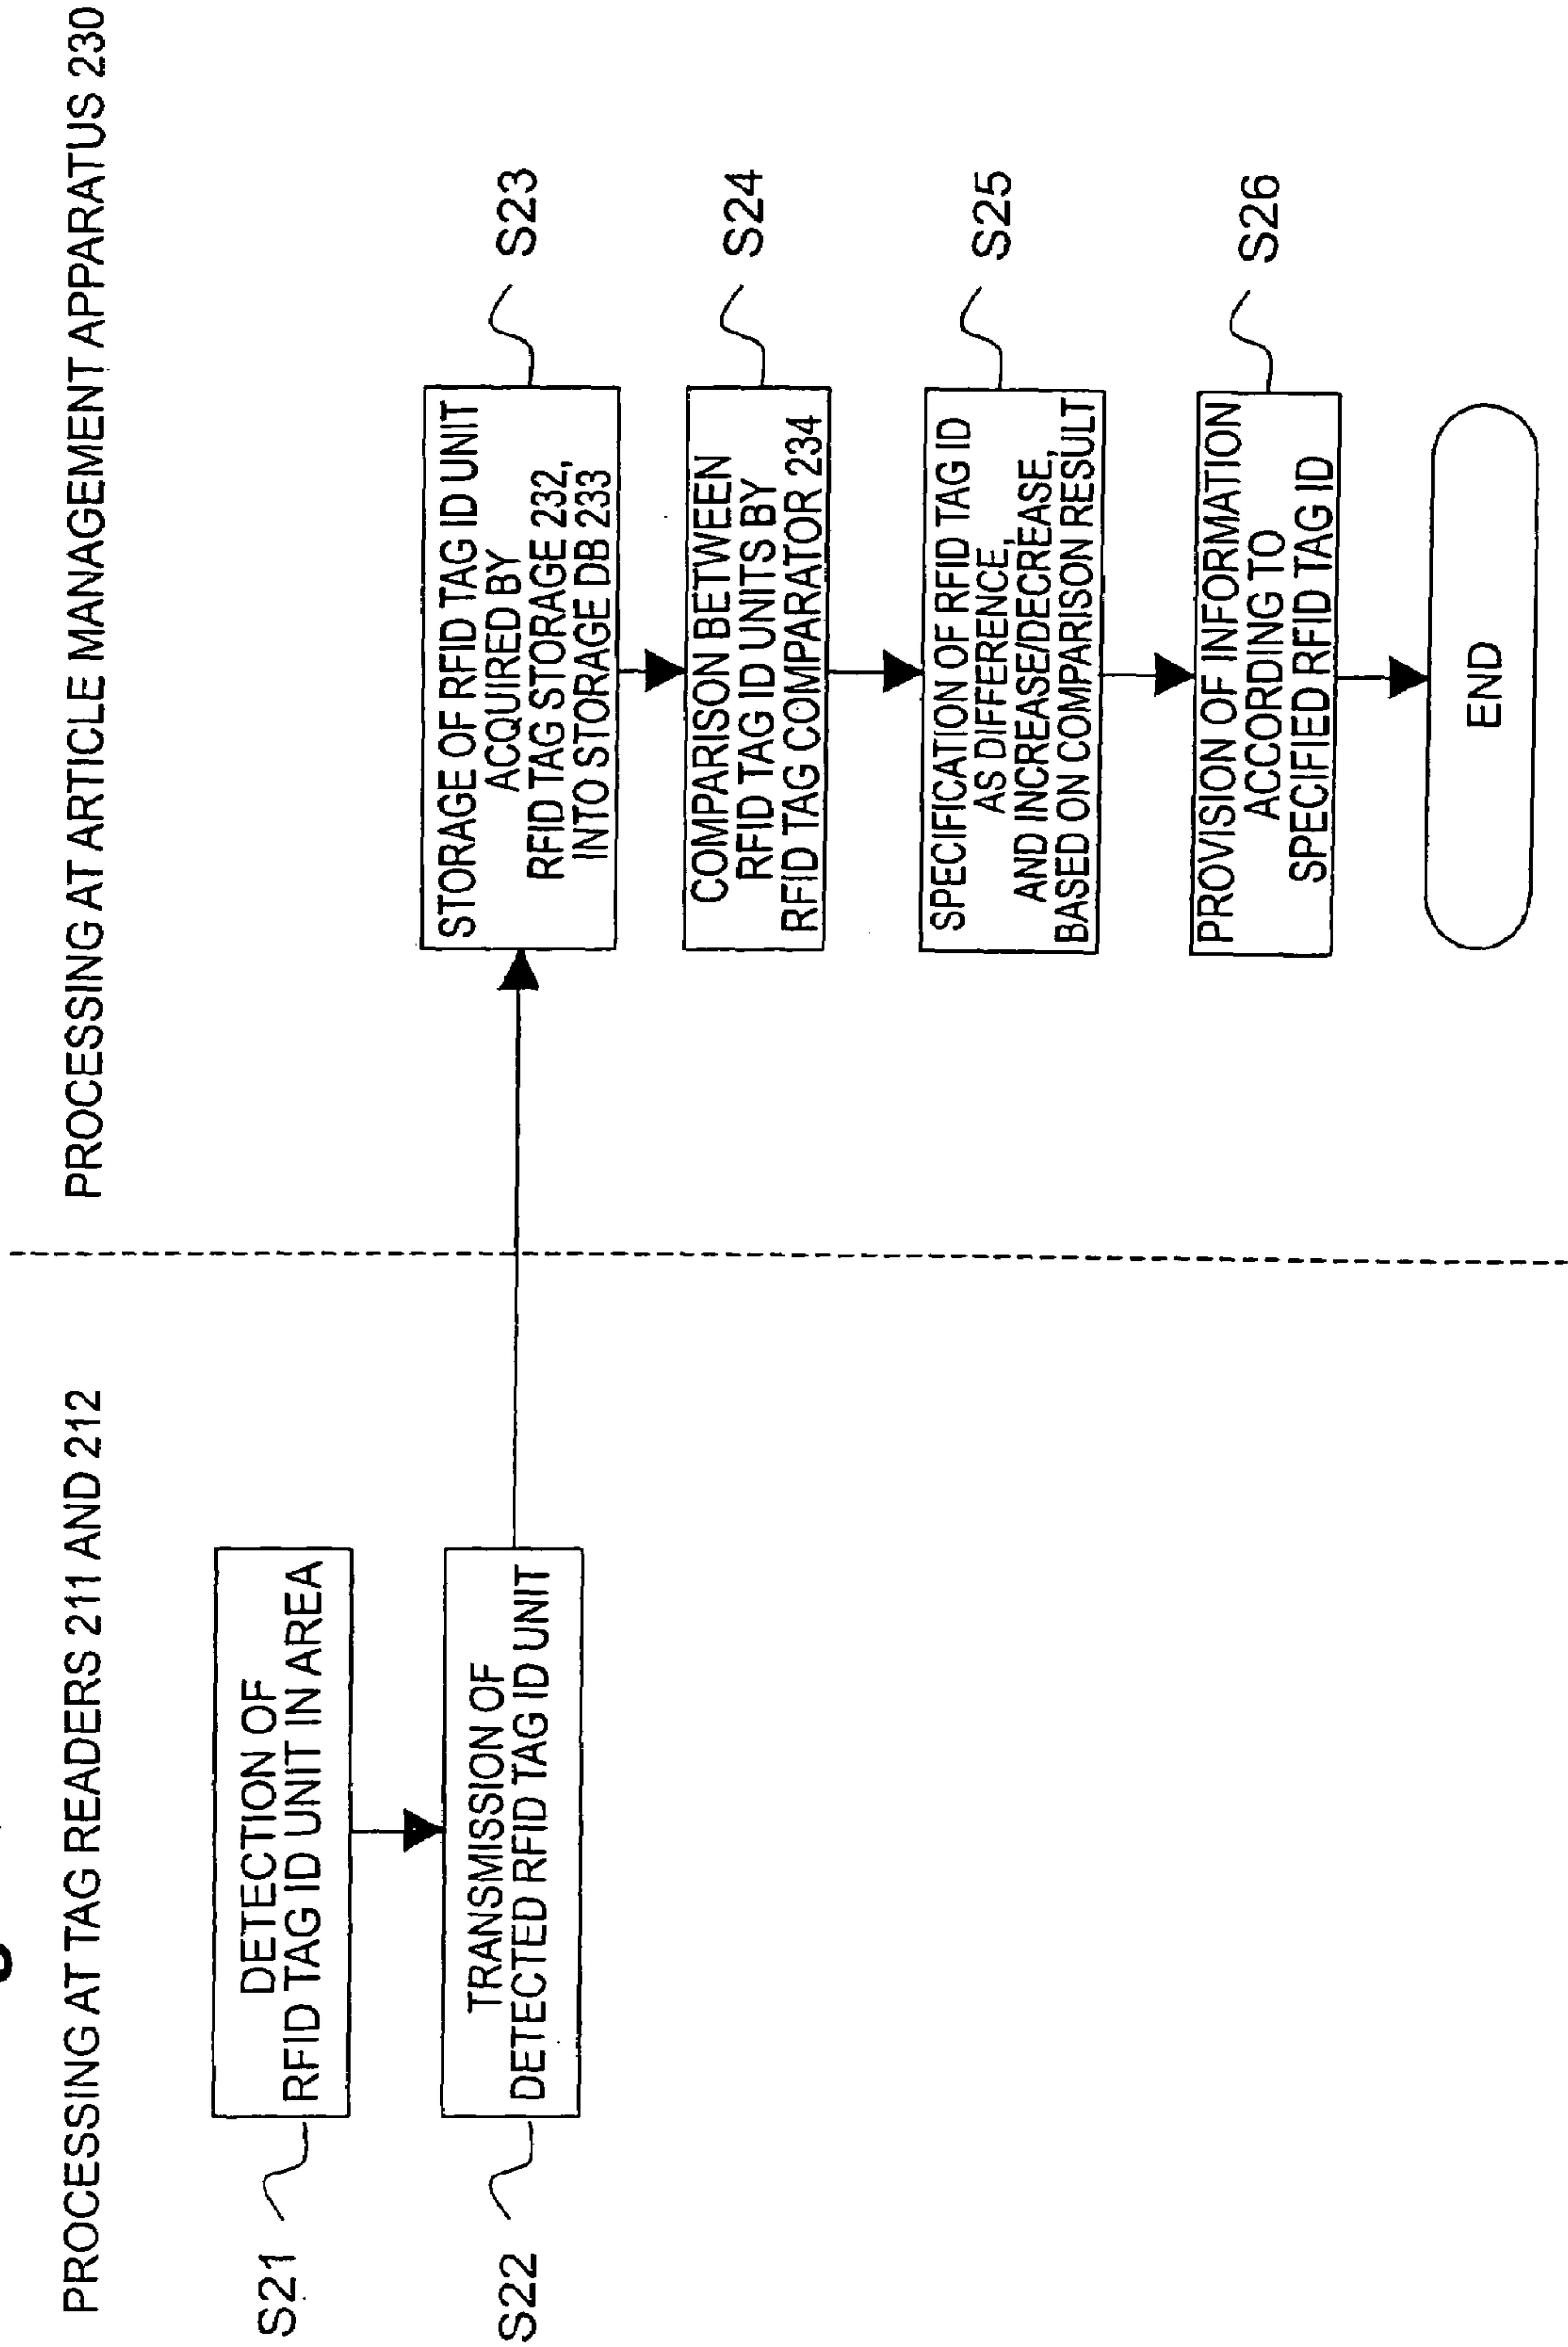 PROCESSING AT TAG READERS 211 AND 212
S21
DETECTION OF
RFID TAG ID UNIT IN AREA
S22
TRANSMISSION OF
DETECTED RFID TAG ID UNIT
PROCESSING AT ARTICLE MANAGEMENT APPARATUS 230
STORAGE OF RFID TAG ID UNIT
ACQUIRED BY
RFID TAG STORAGE 232,
INTO STORAGE DB 233
S23
COMPARISON BETWEEN
RFID TAG ID UNITS BY
RFID TAG COMPARATOR 234
S24
SPECIFICATION OF RFID TAG ID
AS DIFFERENCE,
AND INCREASE/DECREASE,
BASED ON COMPARISON RESULT
S25
PROVISION OF INFORMATION
ACCORDING TO
SPECIFIED RFID TAG ID
S26
END